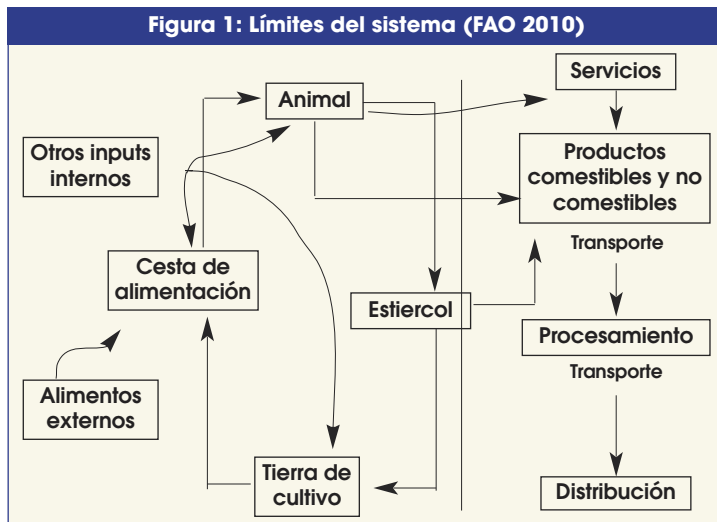 Figura 1: Límites del sistema (FAO 2010)
Servicios
Animal
Otros inputs
internos
Productos
comestibles y no
comestibles
Transporte
Cesta de
alimentación
Estiercol
Procesamiento
Transporte
Alimentos
externos
Tierra de
cultivo
Distribución